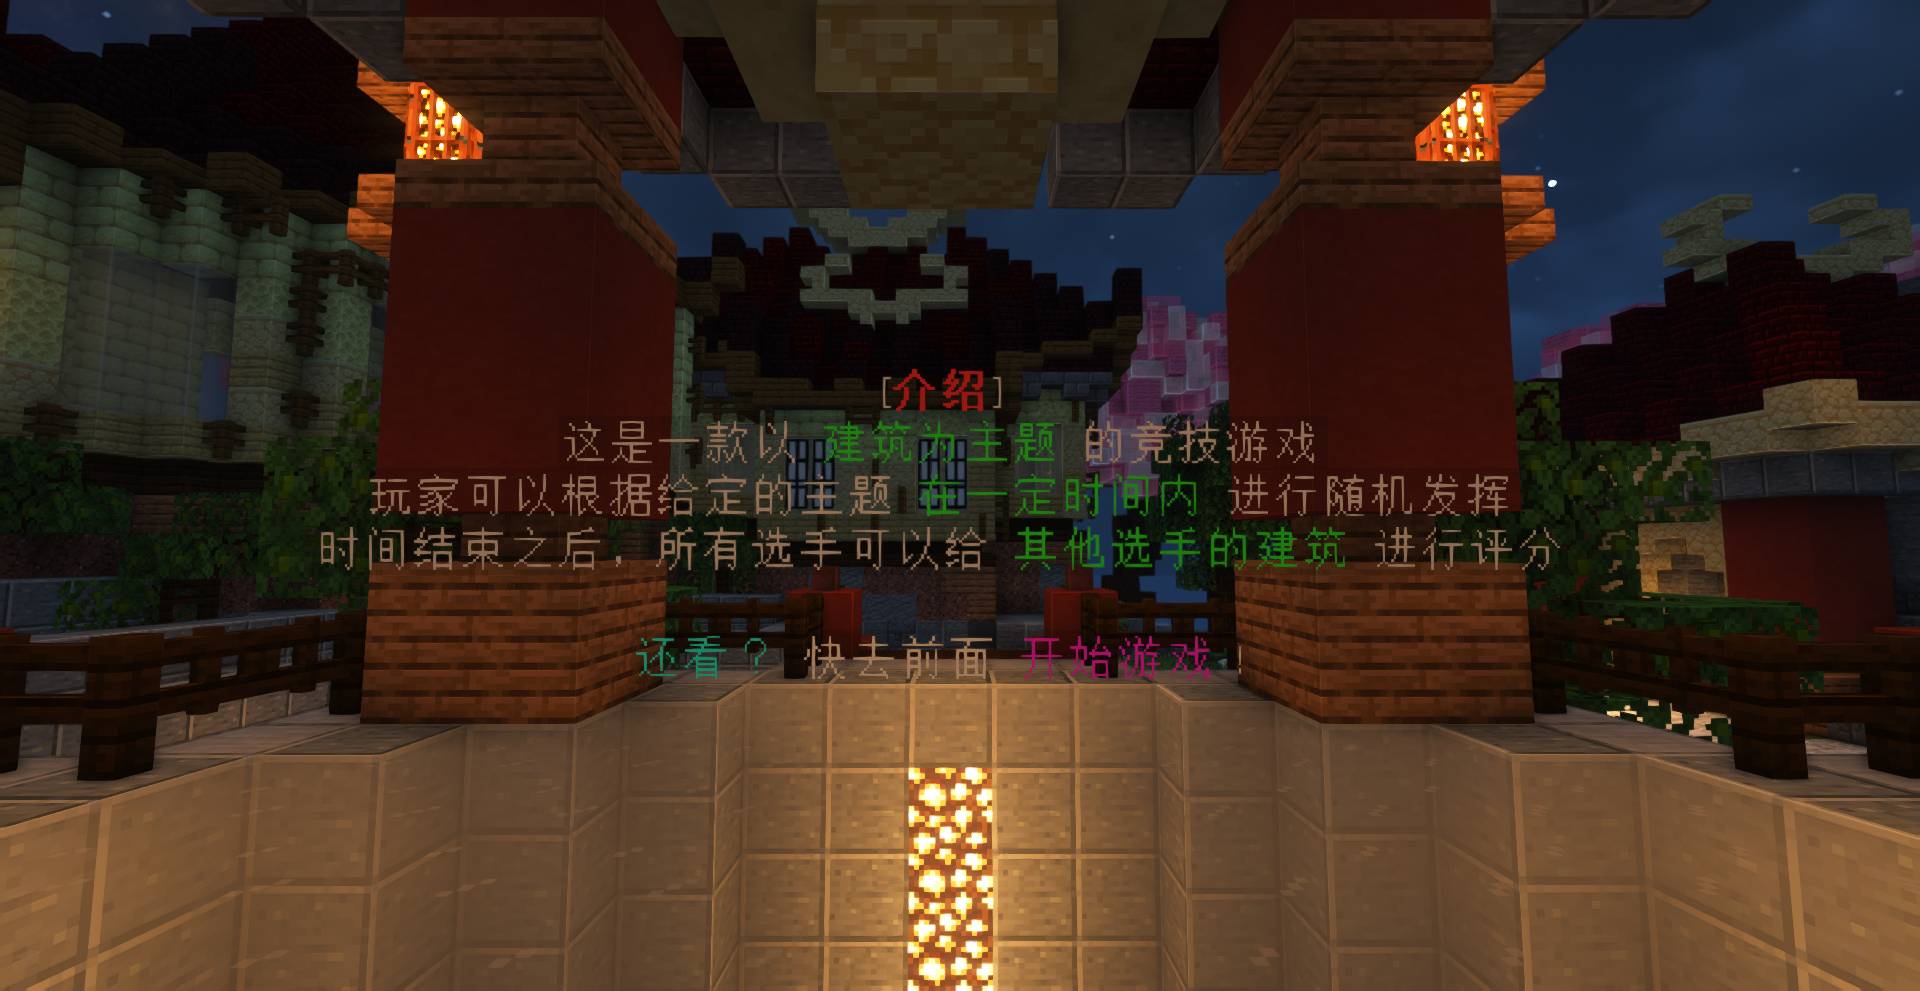 [介绍]
这是一款以 建筑为主题 的竞技游戏
玩家可以根据给定的主题 在一定时间内 进行随机发挥
时间结束之后，所有选手可以给 其他选手的建筑 进行评分
还看？ 快去前面 开始游戏 !